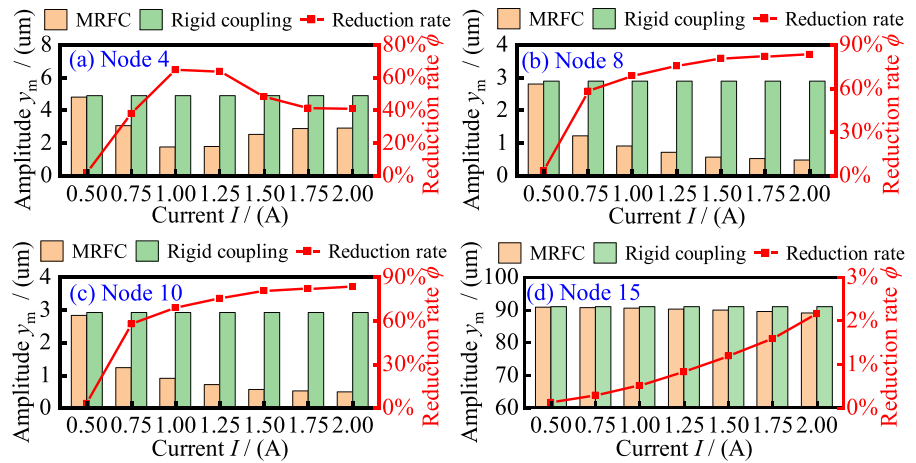 MRFC Rigid coupling Reduction rate
(a) Node 4
Amplitude yₘ / (um)
8
6
4
2
0
80%
60%
40%
20%
0%
Reduction rate ϕ
0.50 0.75 1.00 1.25 1.50 1.75 2.00
Current I / (A)
MRFC Rigid coupling Reduction rate
(b) Node 8
Amplitude yₘ / (um)
4
3
2
1
0
90%
60%
30%
0%
Reduction rate ϕ
0.50 0.75 1.00 1.25 1.50 1.75 2.00
Current I / (A)
MRFC Rigid coupling Reduction rate
(c) Node 10
Amplitude yₘ / (um)
4
3
2
1
0
90%
60%
30%
0%
Reduction rate ϕ
0.50 0.75 1.00 1.25 1.50 1.75 2.00
Current I / (A)
MRFC Rigid coupling Reduction rate
(d) Node 15
Amplitude yₘ / (um)
100
90
80
70
60
3%
2%
1%
0%
Reduction rate ϕ
0.50 0.75 1.00 1.25 1.50 1.75 2.00
Current I / (A)